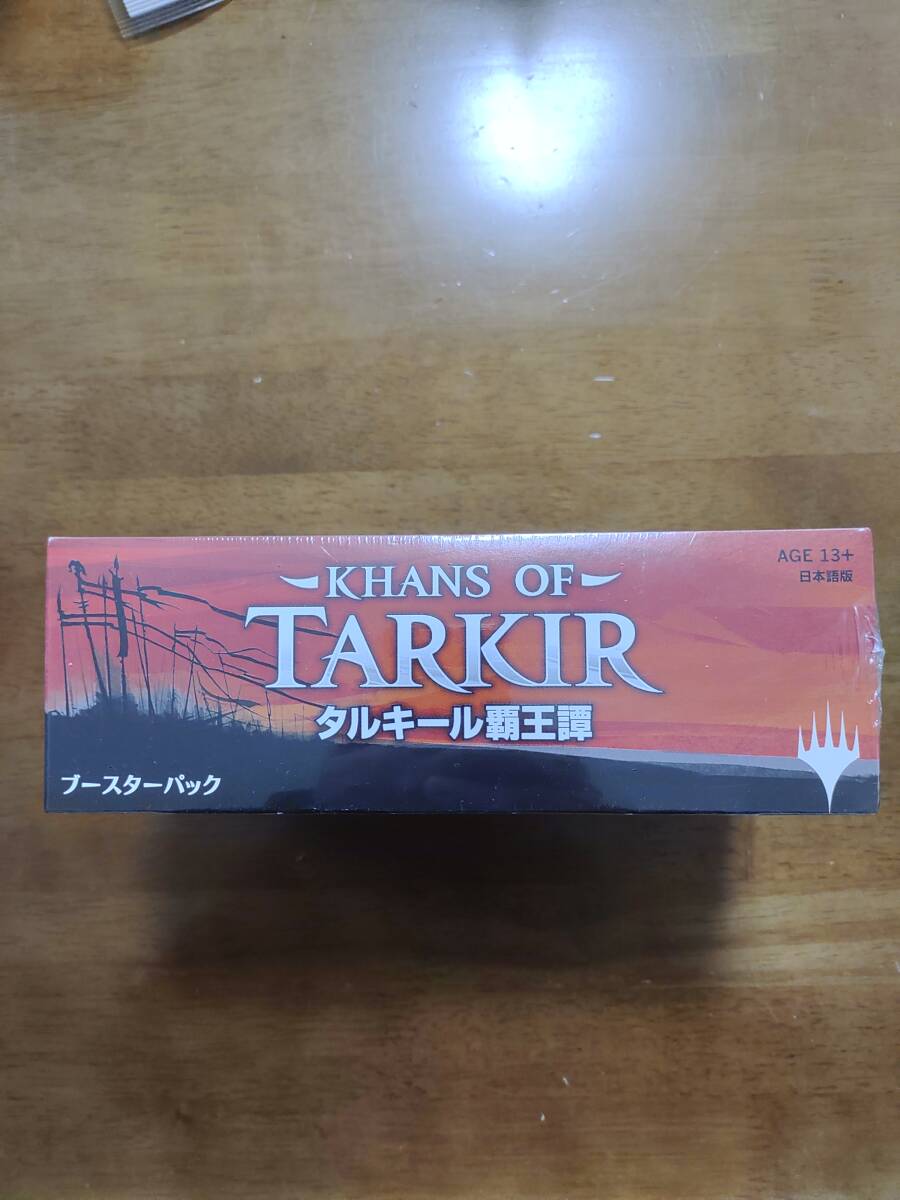 KHANS OF
TARKIR
タルキール覇王譚
AGE 13+
日本語版
ブースターパック